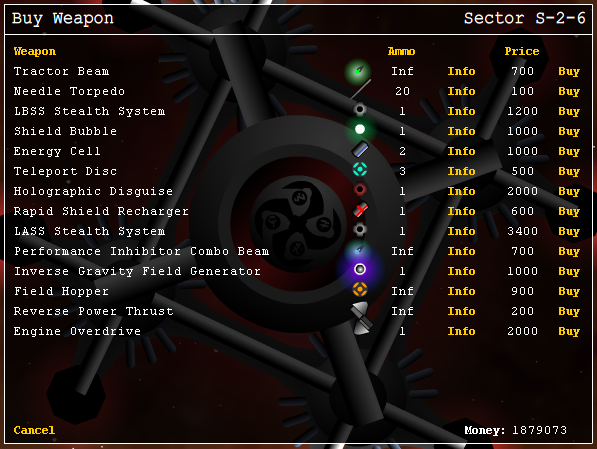 Buy Weapon Sector S-2-6
Weapon Ammo Price
Tractor Beam Inf Info 700 Buy
Needle Torpedo 20 Info 100 Buy
LBSS Stealth System 1 Info 1200 Buy
Shield Bubble 1 Info 1000 Buy
Energy Cell 2 Info 1000 Buy
Teleport Disc 3 Info 500 Buy
Holographic Disguise 1 Info 2000 Buy
Rapid Shield Recharger 1 Info 600 Buy
LASS Stealth System 1 Info 3400 Buy
Performance Inhibitor Combo Beam Inf Info 700 Buy
Inverse Gravity Field Generator 1 Info 1000 Buy
Field Hopper Inf Info 900 Buy
Reverse Power Thrust Inf Info 200 Buy
Engine Overdrive 1 Info 2000 Buy
Cancel Money: 1879073